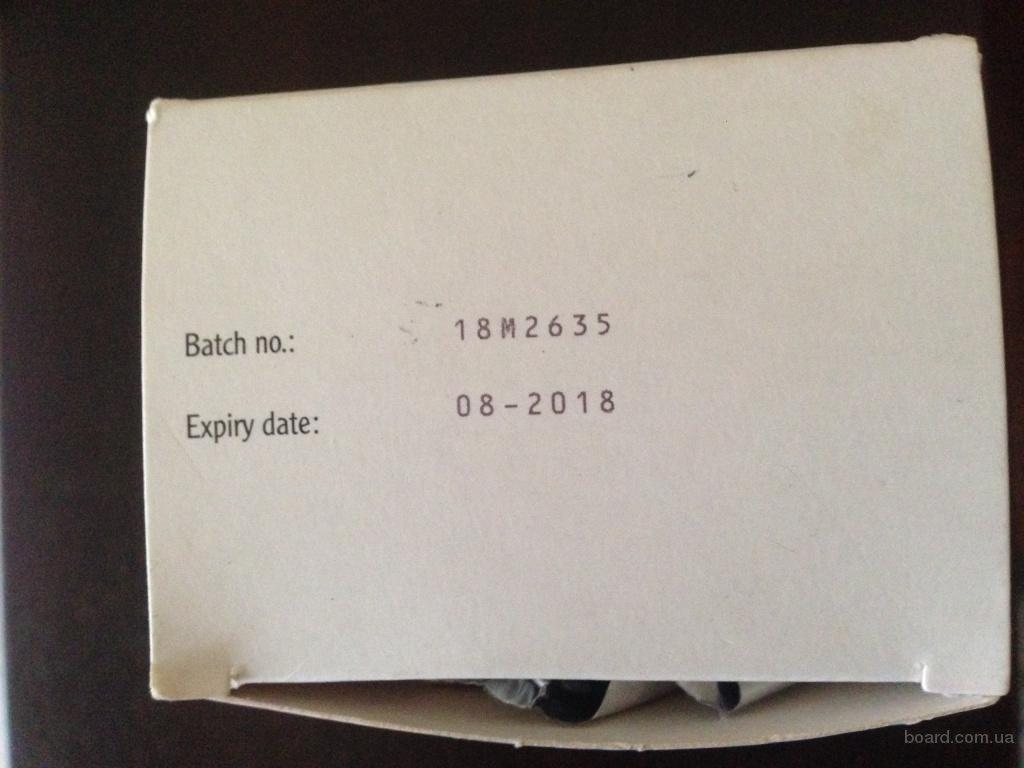 Batch no.: 18M2635
Expiry date: 08-2018
board.com.ua